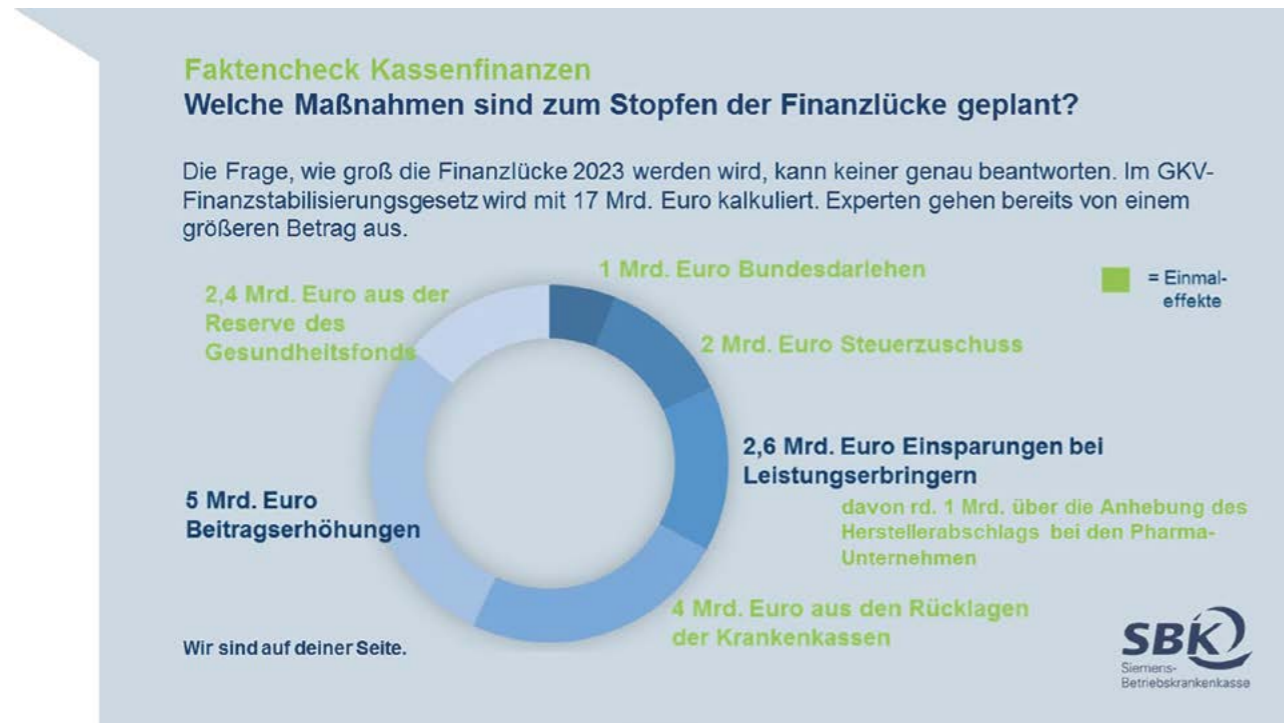 Faktencheck Kassenfinanzen
Welche Maßnahmen sind zum Stopfen der Finanzlücke geplant?
Die Frage, wie groß die Finanzlücke 2023 werden wird, kann keiner genau beantworten. Im GKV-
Finanzstabilisierungsgesetz wird mit 17 Mrd. Euro kalkuliert. Experten gehen bereits von einem
größeren Betrag aus.
1 Mrd. Euro Bundesdarlehen
= Einmal-
effekte
2,4 Mrd. Euro aus der
Reserve des
Gesundheitsfonds
2 Mrd. Euro Steuerzuschuss
2,6 Mrd. Euro Einsparungen bei
Leistungserbringern
davon rd. 1 Mrd. über die Anhebung des
Herstellerabschlags bei den Pharma-
Unternehmen
5 Mrd. Euro
Beitragserhöhungen
4 Mrd. Euro aus den Rücklagen
der Krankenkassen
Wir sind auf deiner Seite.
SBK
Siemens-
Betriebskrankenkasse